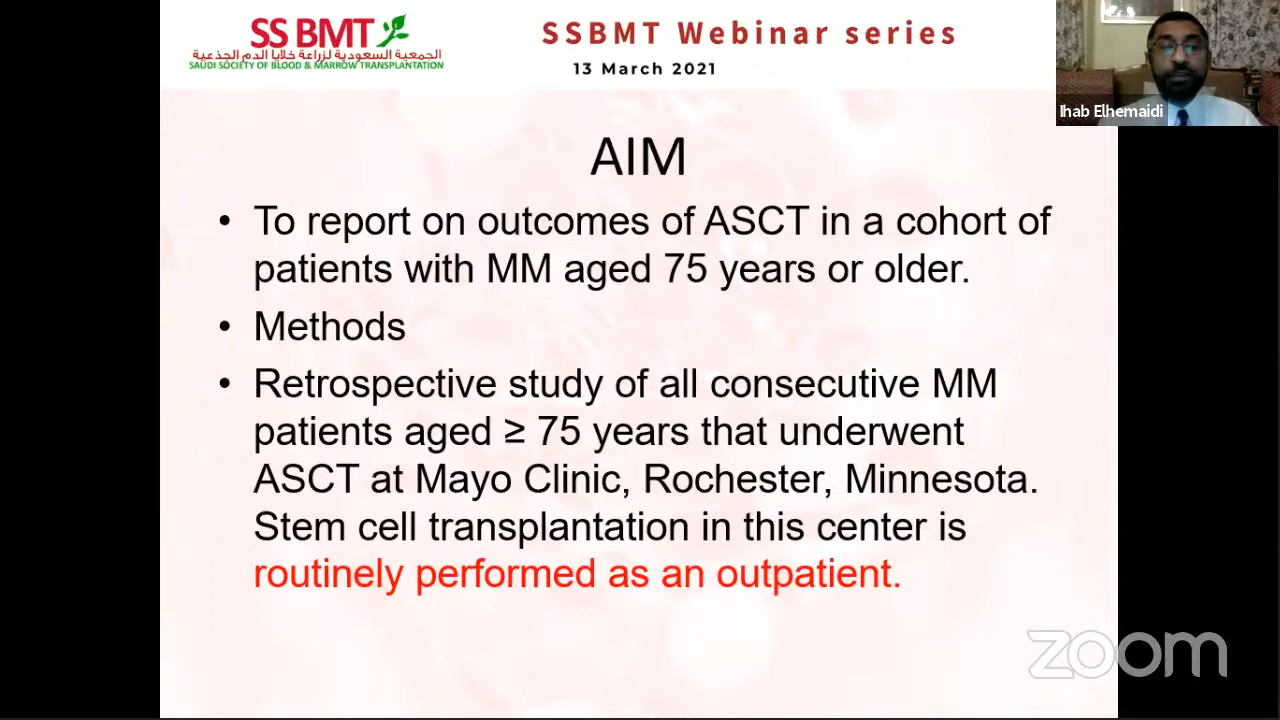 SS BMT
الجمعية السعودية لزراعة خلايا الدم الجذعية
SAUDI SOCIETY OF BLOOD & MARROW TRANSPLANTATION
SSBMT Webinar series
13 March 2021
Ihab Elhemaidi
AIM
• To report on outcomes of ASCT in a cohort of
patients with MM aged 75 years or older.
• Methods
• Retrospective study of all consecutive MM
patients aged ≥ 75 years that underwent
ASCT at Mayo Clinic, Rochester, Minnesota.
Stem cell transplantation in this center is
routinely performed as an outpatient.
zoom